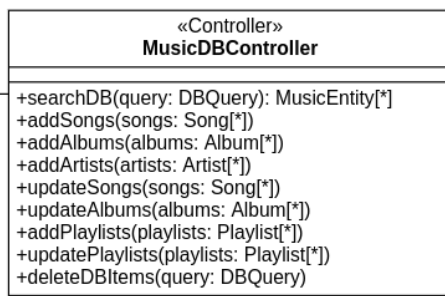 «Controller»
MusicDBController
+searchDB(query: DBQuery): MusicEntity[*]
+addSongs(songs: Song[*])
+addAlbums(albums: Album[*])
+addArtists(artists: Artist[*])
+updateSongs(songs: Song[*])
+updateAlbums(albums: Album[*])
+addPlaylists(playlists: Playlist[*])
+updatePlaylists(playlists: Playlist[*])
+deleteDBItems(query: DBQuery)